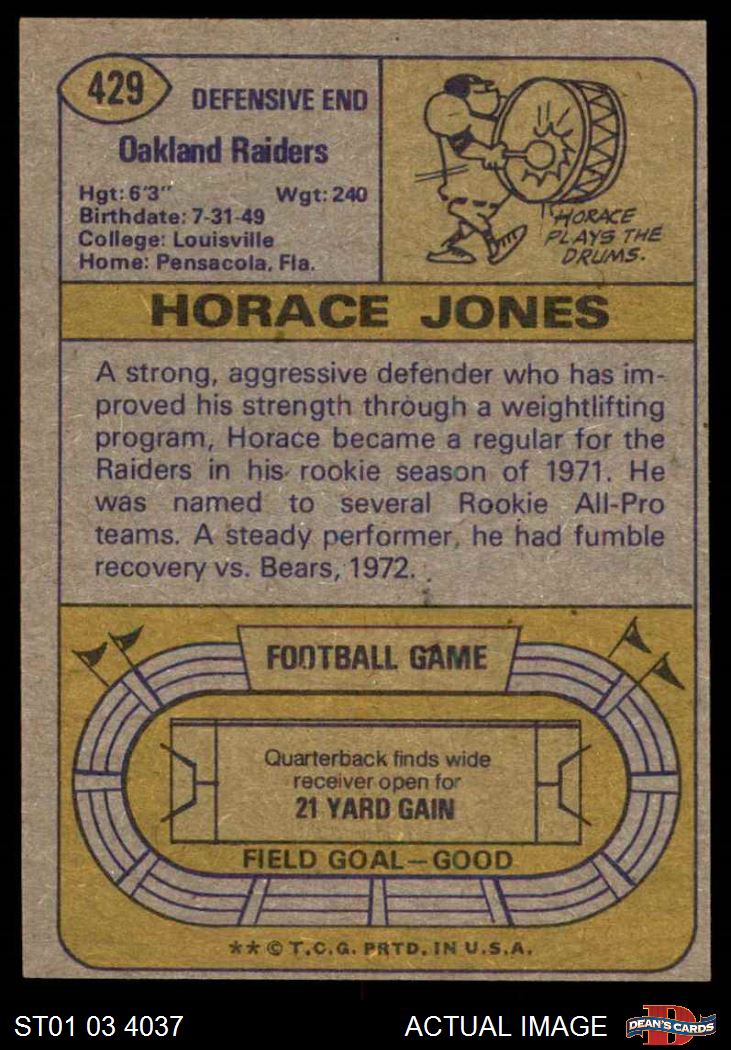 429
DEFENSIVE END
Oakland Raiders
Hgt: 6'3" Wgt: 240
Birthdate: 7-31-49
College: Louisville
Home: Pensacola, Fla.
HORACE
PLAYS THE
DRUMS.
HORACE JONES
A strong, aggressive defender who has im-
proved his strength through a weightlifting
program, Horace became a regular for the
Raiders in his rookie season of 1971. He
was named to several Rookie All-Pro
teams. A steady performer, he had fumble
recovery vs. Bears, 1972.
FOOTBALL GAME
Quarterback finds wide
receiver open for
21 YARD GAIN
FIELD GOAL—GOOD
** © T.C.G. PRTD. IN U.S.A.
ST01 03 4037 ACTUAL IMAGE
DEAN'S CARDS